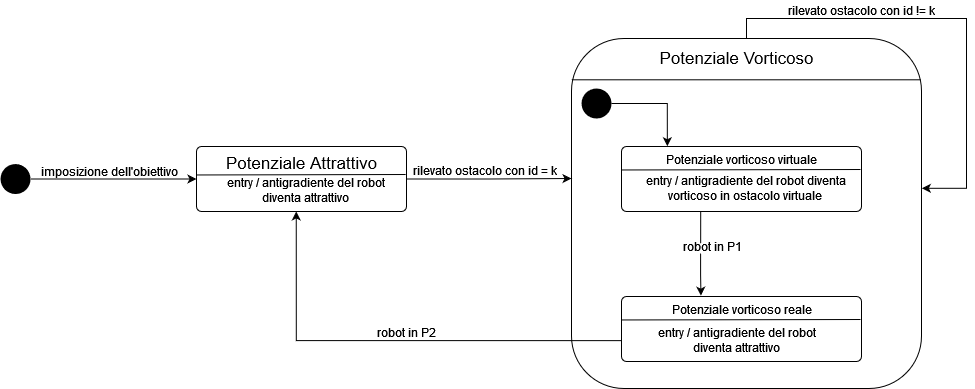 rilevato ostacolo con id != k
Potenziale Vorticoso
imposizione dell'obiettivo
Potenziale Attrattivo
entry / antigradiente del robot
diventa attrattivo
rilevato ostacolo con id = k
Potenziale vorticoso virtuale
entry / antigradiente del robot diventa
vorticoso in ostacolo virtuale
robot in P1
Potenziale vorticoso reale
entry / antigradiente del robot
diventa attrattivo
robot in P2